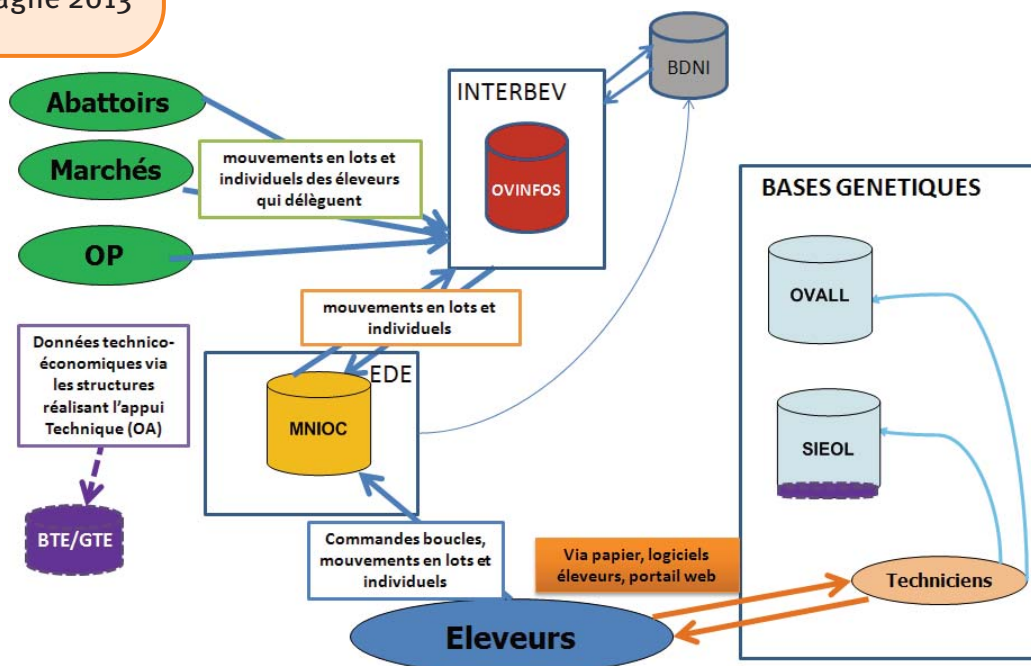 2013
Abattoirs
Marchés
OP
mouvements en lots et
individuels des éleveurs
qui délèguent
INTERBEV
OVINFOS
BDNI
BASES GENETIQUES
OVALL
SIEOL
mouvements en lots et
individuels
Données technico-
économiques via
les structures
réalisant l'appui
Technique (OA)
EDE
MNIOC
BTE/GTE
Commandes boucles,
mouvements en lots et
individuels
Via papier, logiciels
éleveurs, portail web
Techniciens
Eleveurs